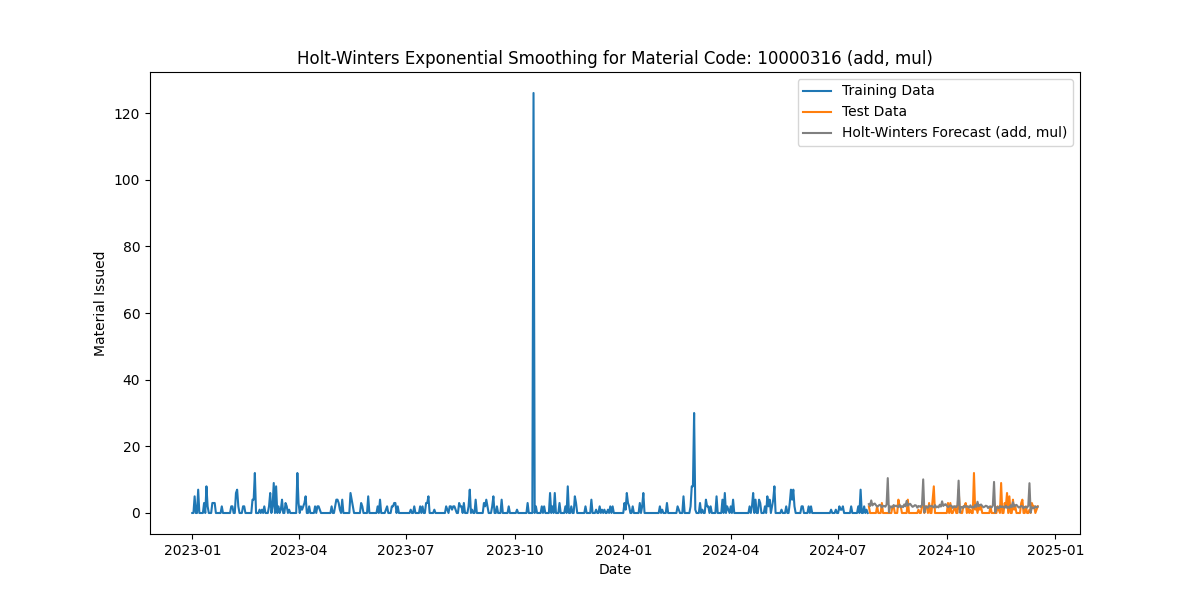 Holt-Winters Exponential Smoothing for Material Code: 10000316 (add, mul)
Training Data
Test Data
Holt-Winters Forecast (add, mul)
Material Issued
120
100
80
60
40
20
0
2023-01 2023-04 2023-07 2023-10 2024-01 2024-04 2024-07 2024-10 2025-01
Date